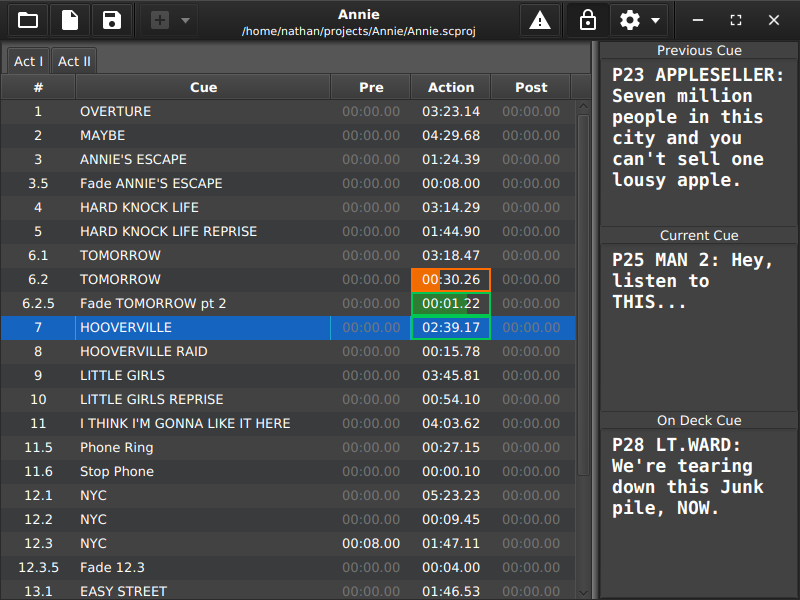 Annie
/home/nathan/projects/Annie/Annie.scproj
Act I Act II
# Cue Pre Action Post
1 OVERTURE 00:00.00 03:23.14 00:00.00
2 MAYBE 00:00.00 04:29.68 00:00.00
3 ANNIE'S ESCAPE 00:00.00 01:24.39 00:00.00
3.5 Fade ANNIE'S ESCAPE 00:00.00 00:08.00 00:00.00
4 HARD KNOCK LIFE 00:00.00 03:14.29 00:00.00
5 HARD KNOCK LIFE REPRISE 00:00.00 01:44.90 00:00.00
6.1 TOMORROW 00:00.00 03:18.47 00:00.00
6.2 TOMORROW 00:00.00 00:30.26 00:00.00
6.2.5 Fade TOMORROW pt 2 00:00.00 00:01.22 00:00.00
7 HOOVERVILLE 00:00.00 02:39.17 00:00.00
8 HOOVERVILLE RAID 00:00.00 00:15.78 00:00.00
9 LITTLE GIRLS 00:00.00 03:45.81 00:00.00
10 LITTLE GIRLS REPRISE 00:00.00 00:54.10 00:00.00
11 I THINK I'M GONNA LIKE IT HERE 00:00.00 04:03.62 00:00.00
11.5 Phone Ring 00:00.00 00:27.15 00:00.00
11.6 Stop Phone 00:00.00 00:00.10 00:00.00
12.1 NYC 00:00.00 05:23.23 00:00.00
12.2 NYC 00:00.00 00:09.45 00:00.00
12.3 NYC 00:08.00 01:47.11 00:00.00
12.3.5 Fade 12.3 00:00.00 00:04.00 00:00.00
13.1 EASY STREET 00:00.00 01:46.53 00:00.00
Previous Cue
P23 APPLESELLER:
Seven million
people in this
city and you
can't sell one
lousy apple.
Current Cue
P25 MAN 2: Hey,
listen to
THIS...
On Deck Cue
P28 LT.WARD:
We're tearing
down this Junk
pile, NOW.